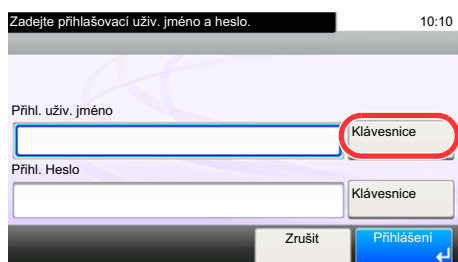 Zadejte přihlašovací uživ. jméno a heslo. 10:10
Přihl. uživ. jméno
Klávesnice
Přihl. Heslo
Klávesnice
Zrušit Přihlášení